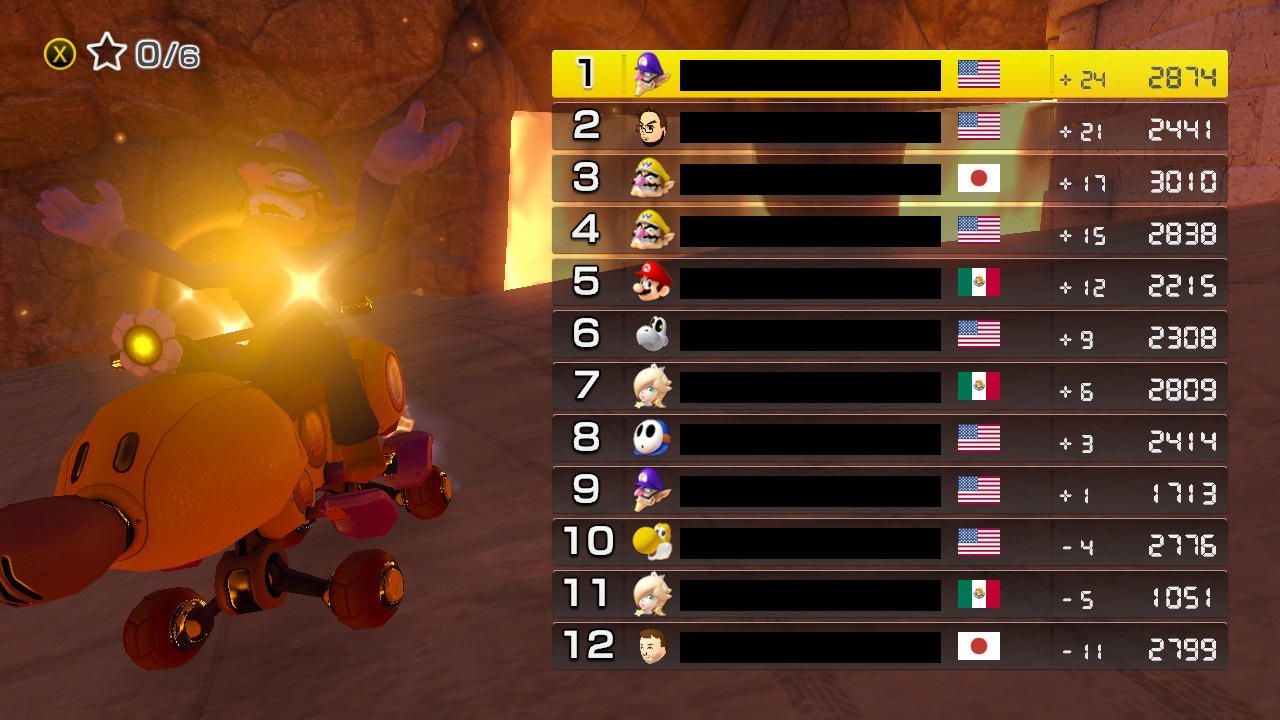 X 0/6
1 + 24 2874
2 + 21 2441
3 + 17 3010
4 + 15 2838
5 + 12 2215
6 + 9 2308
7 + 6 2809
8 + 3 2414
9 + 1 1713
10 - 4 2776
11 - 5 1051
12 - 11 2799